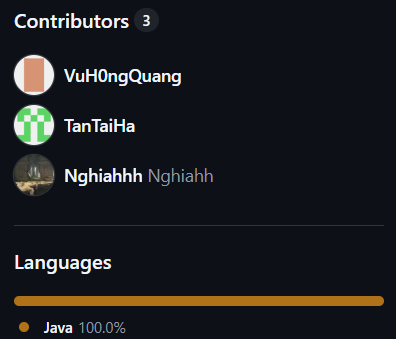 Contributors 3
VuH0ngQuang
TanTaiHa
Nghiahhh Nghiahh
Languages
Java 100.0%